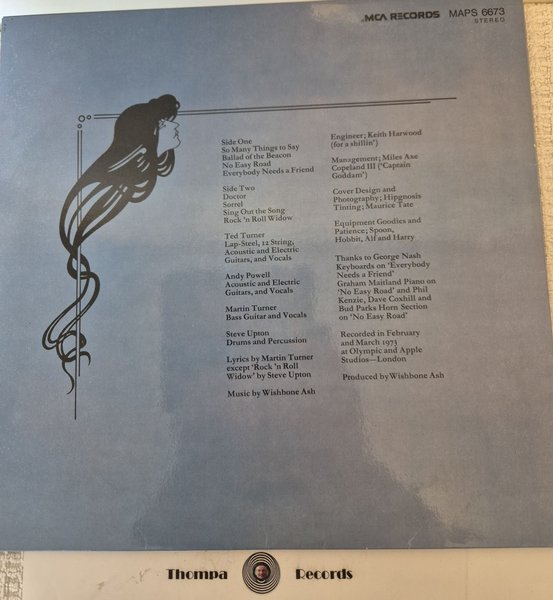 MCA RECORDS MAPS 6673
STEREO
Side One
So Many Things to Say
Ballad of the Beacon
No Easy Road
Everybody Needs a Friend
Side Two
Doctor
Sorrel
Sing Out the Song
Rock 'n Roll Widow
Ted Turner
Lap-Steel, 12 String,
Acoustic and Electric
Guitars, and Vocals
Andy Powell
Acoustic and Electric
Guitars, and Vocals
Martin Turner
Bass Guitar and Vocals
Steve Upton
Drums and Percussion
Lyrics by Martin Turner
except 'Rock 'n Roll
Widow' by Steve Upton
Music by Wishbone Ash
Engineer; Keith Harwood
(for a shillin')
Management; Miles Axe
Copeland III ('Captain
Goddam')
Cover Design and
Photography; Hipgnosis
Tinting; Maurice Tate
Equipment Goodies and
Patience; Spoon,
Hobbit, Alf and Harry
Thanks to George Nash
Keyboards on 'Everybody
Needs a Friend'
Graham Maitland Piano on
'No Easy Road' and Phil
Kenzie, Dave Coxhill and
Bud Parks Horn Section
on 'No Easy Road'
Recorded in February
and March 1973
at Olympic and Apple
Studios—London
Produced by Wishbone Ash
Thompa Records